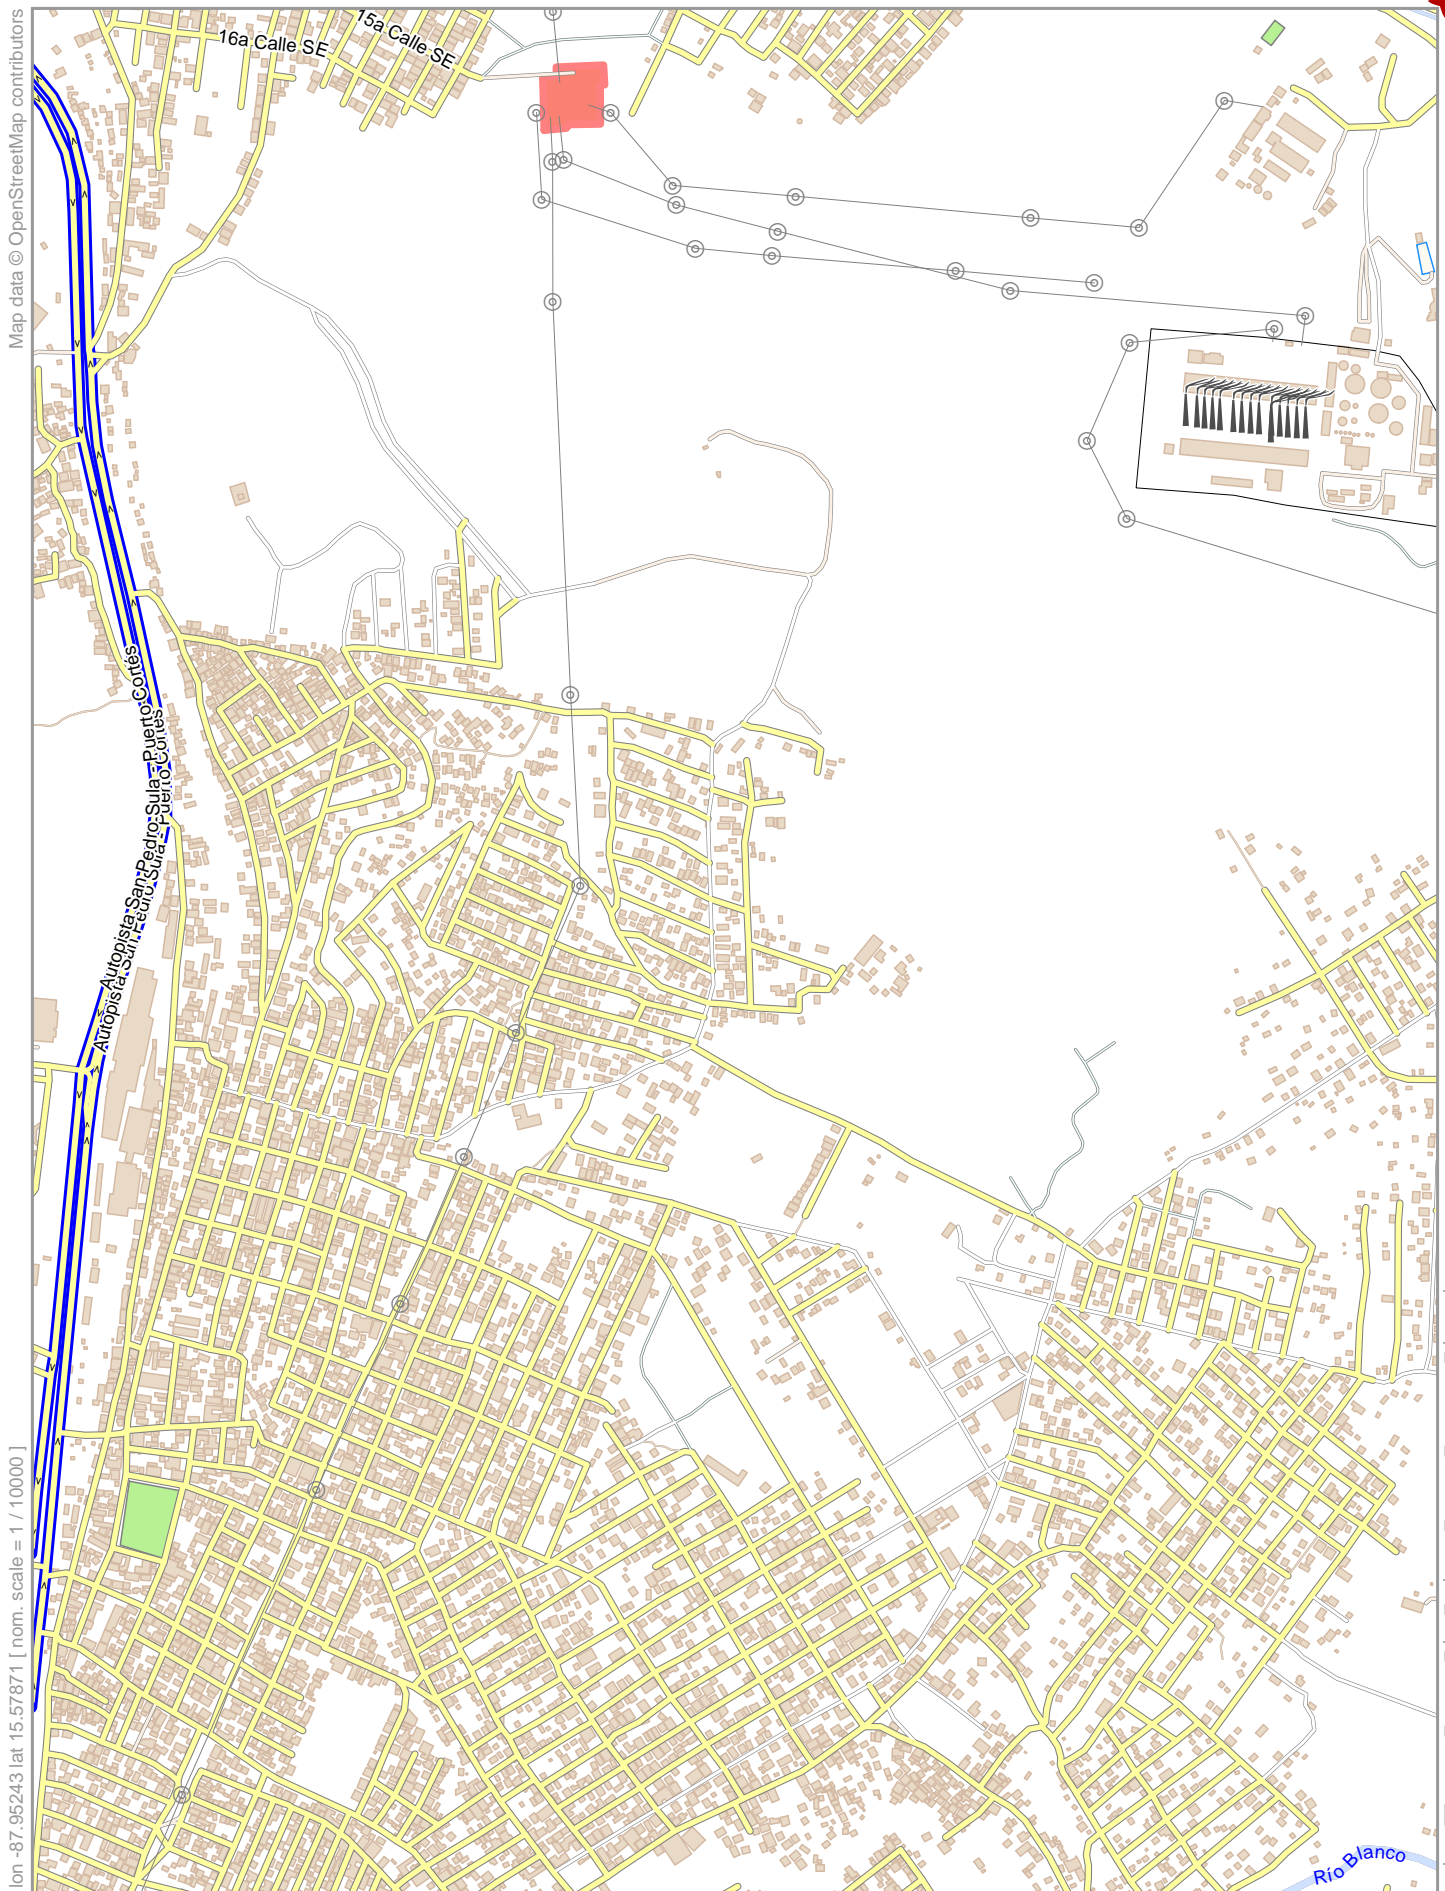 Map data © OpenStreetMap contributors
16a Calle SE
15a Calle SE
Autopista San Pedro Sula - Puerto Cortés
Autopista San Pedro Sula - Puerto Cortés
lon -87.95243 lat 15.57871 [ nom. scale = 1 / 10000 ]
Río Blanco